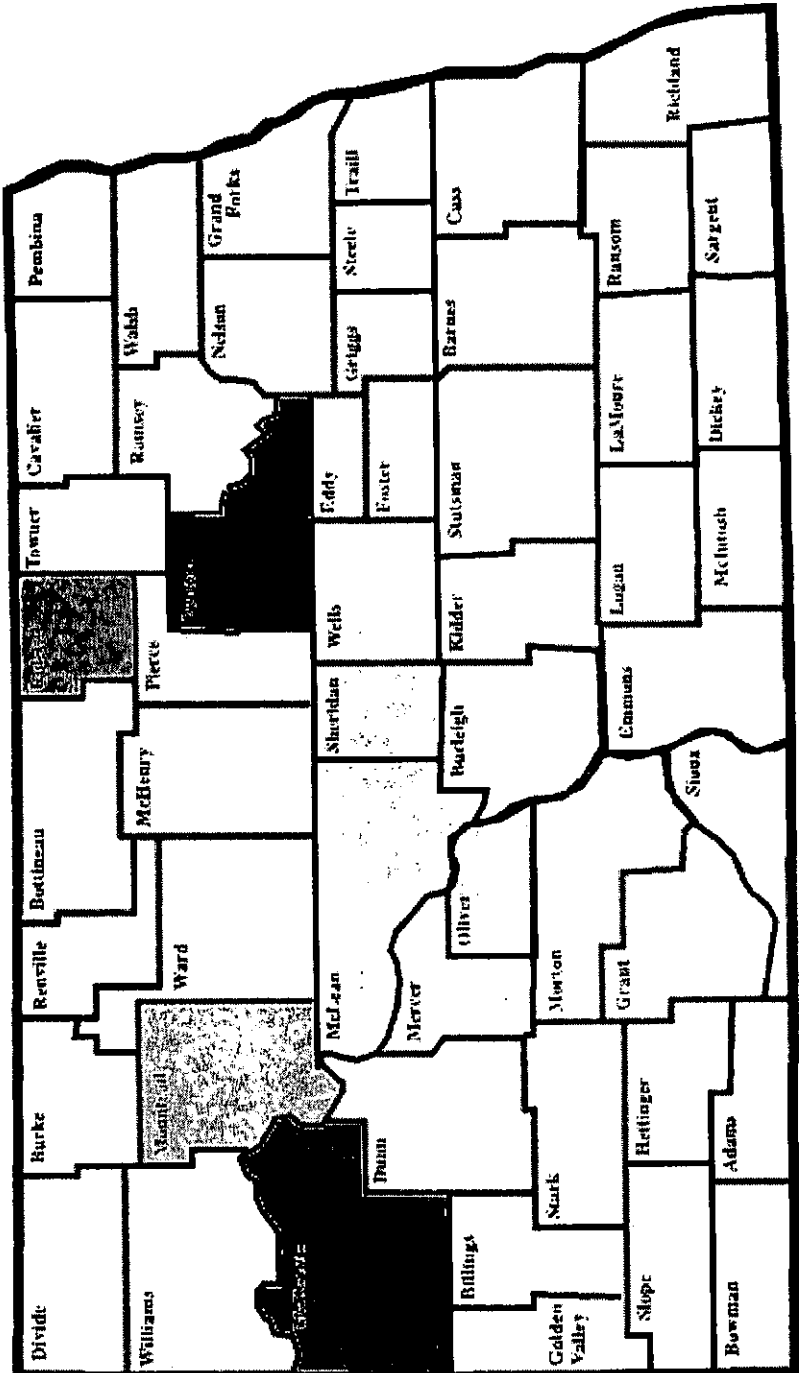 Divide
Burke
Renville
Bottineau
Towner
Cavalier
Pembina
Williams
Ward
McHenry
Pierce
Ramsey
Walsh
Nelson
Grand
Forks
McLean
Sheridan
Wells
Eddy
Foster
Griggs
Steele
Traill
Dunn
Mercer
Oliver
Burleigh
Kidder
Stutsman
Barnes
Cass
Golden
Valley
Billings
Stark
Morton
Grant
Sioux
Emmons
Logan
LaMoure
Ransom
Richland
Slope
Hettinger
Bowman
Adams
McIntosh
Dickey
Sargent